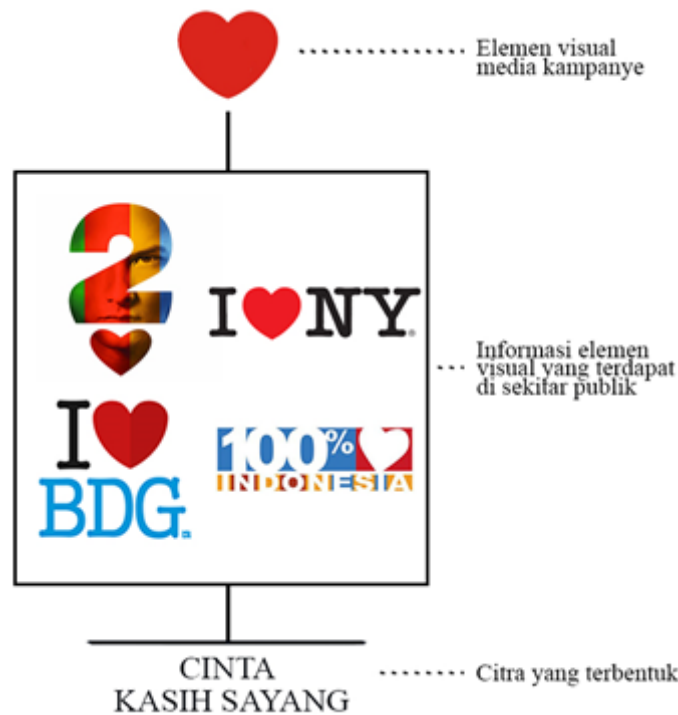 Elemen visual
media kampanye
2
I NY
I
BDG
100%
INDONESIA
Informasi elemen
visual yang terdapat
di sekitar publik
CINTA
KASIH SAYANG
Citra yang terbentuk